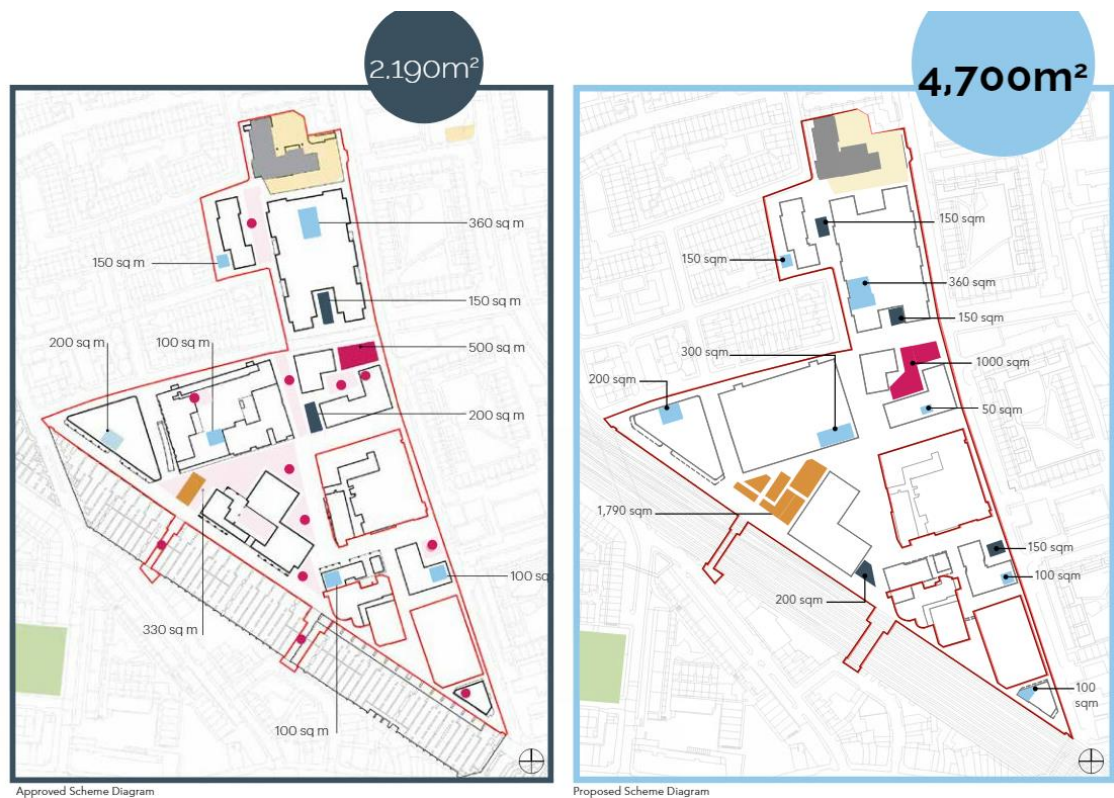 2,190m²
360 sq m
150 sq m
150 sq m
500 sq m
200 sq m
100 sq m
200 sq m
100 sq
330 sq m
100 sq m
Approved Scheme Diagram
4,700m²
150 sqm
150 sqm
360 sqm
150 sqm
300 sqm
1000 sqm
200 sqm
50 sqm
1,790 sqm
150 sqm
100 sqm
200 sqm
100
sqm
Proposed Scheme Diagram